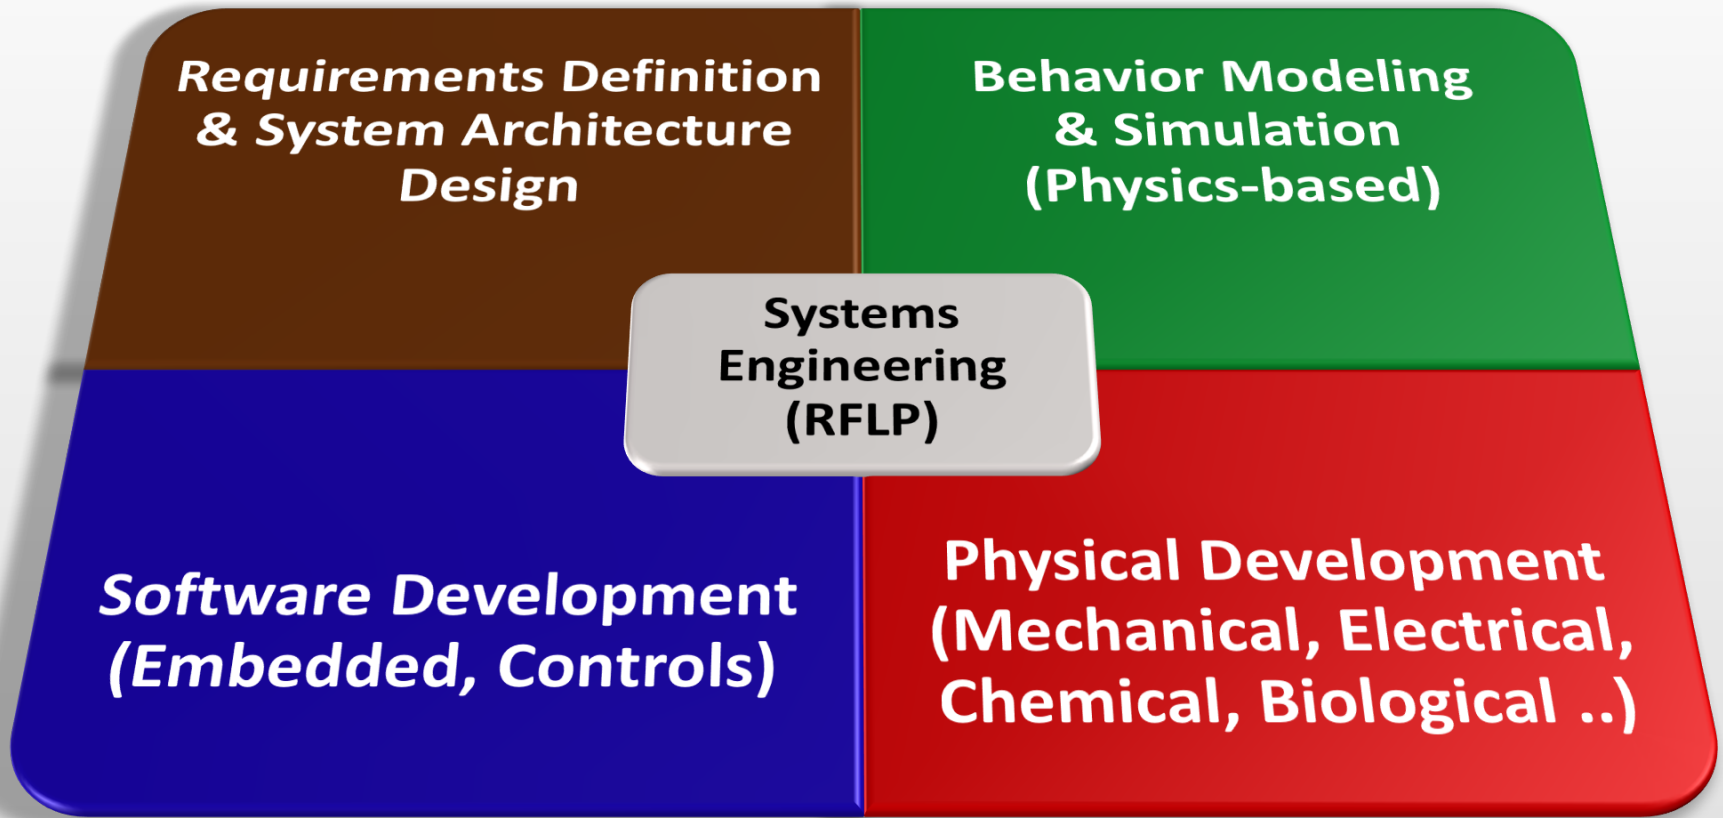 Requirements Definition
& System Architecture
Design
Behavior Modeling
& Simulation
(Physics-based)
Systems
Engineering
(RFLP)
Software Development
(Embedded, Controls)
Physical Development
(Mechanical, Electrical,
Chemical, Biological ..)